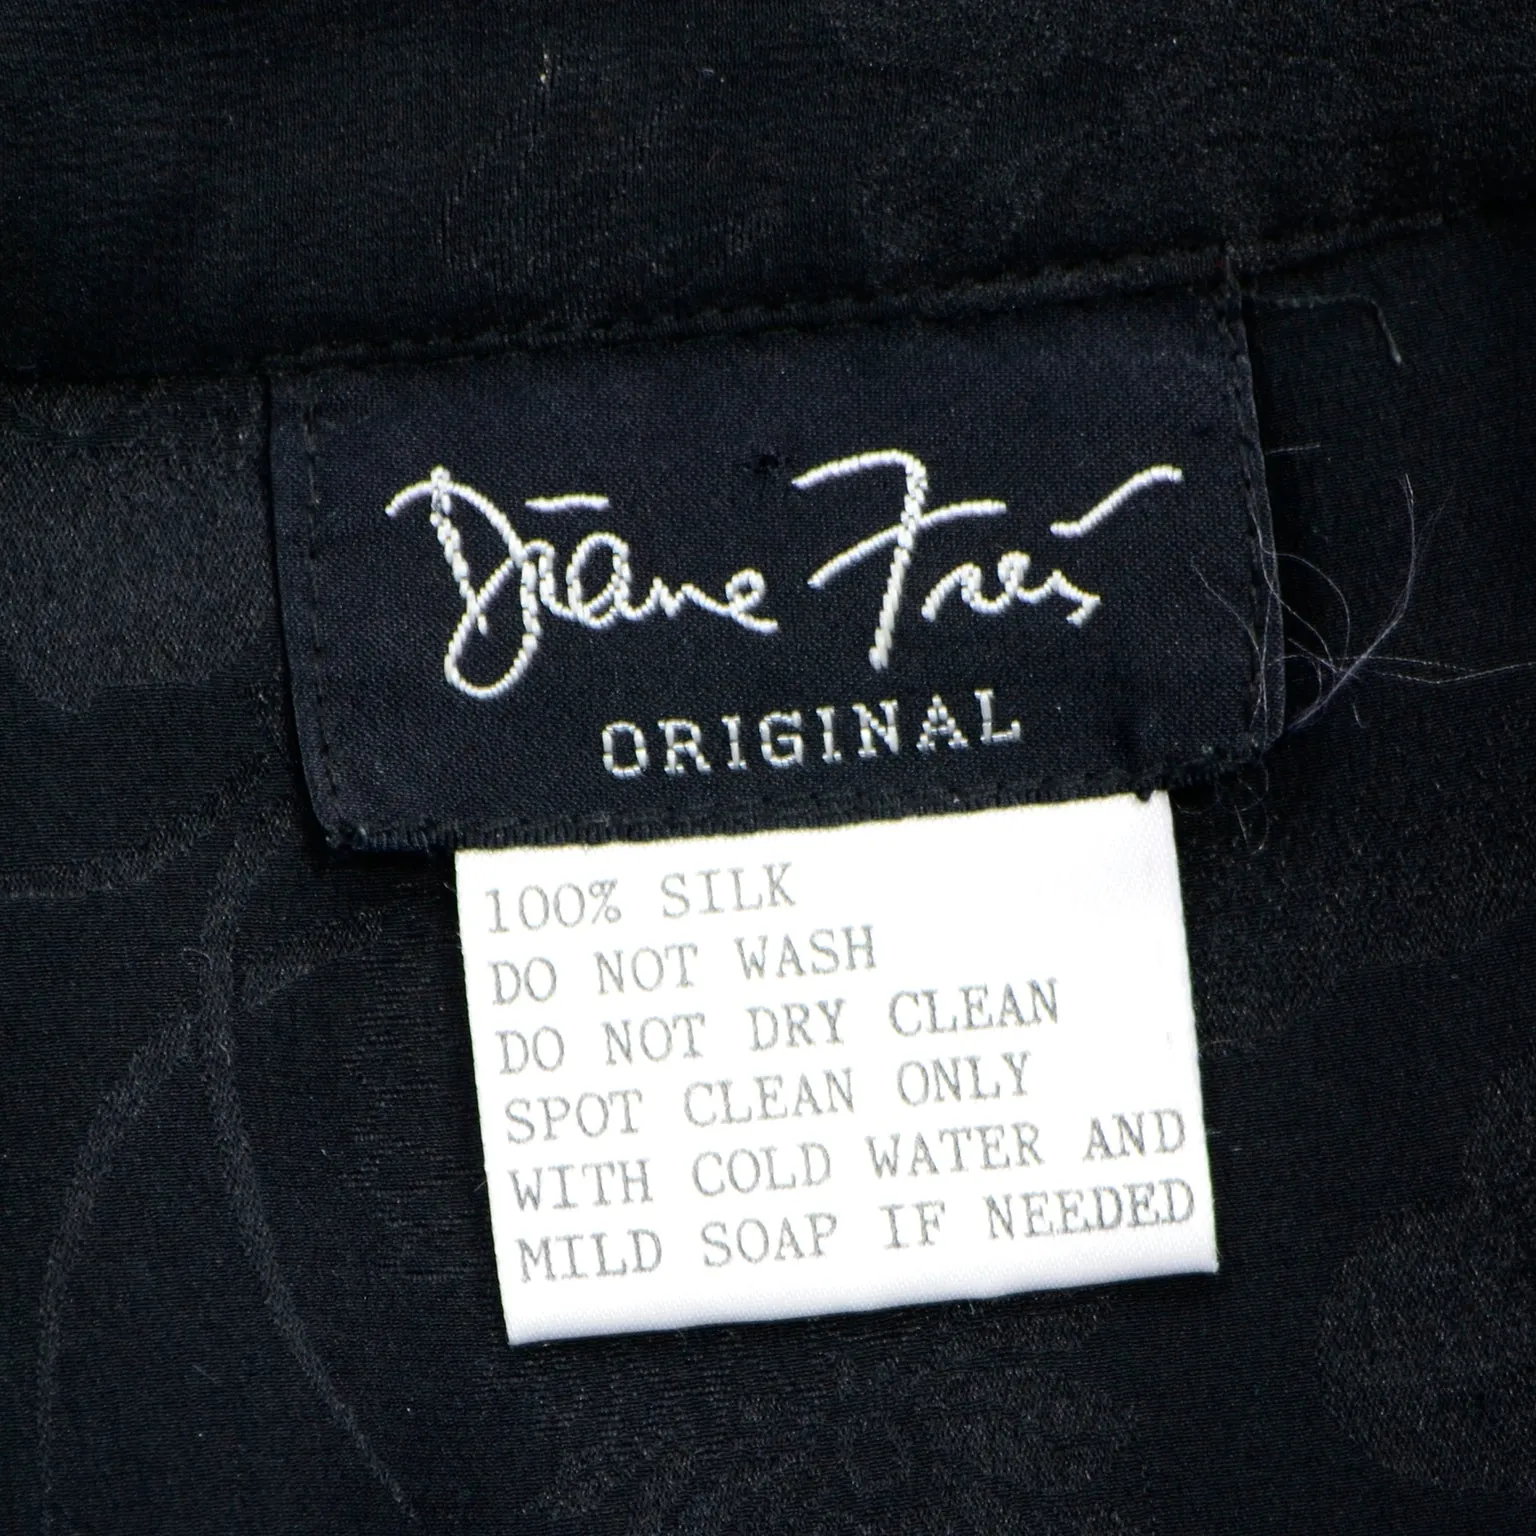 Diane Freis
ORIGINAL
100% SILK
DO NOT WASH
DO NOT DRY CLEAN
SPOT CLEAN ONLY
WITH COLD WATER AND
MILD SOAP IF NEEDED